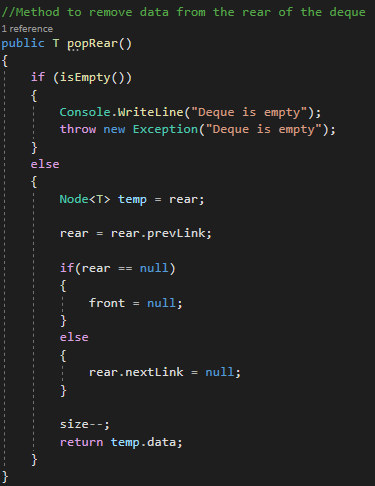 //Method to remove data from the rear of the deque
1 reference
public T popRear()
{
if (isEmpty())
{
Console.WriteLine("Deque is empty");
throw new Exception("Deque is empty");
}
else
{
Node<T> temp = rear;
rear = rear.prevLink;
if(rear == null)
{
front = null;
}
else
{
rear.nextLink = null;
}
size--;
return temp.data;
}
}